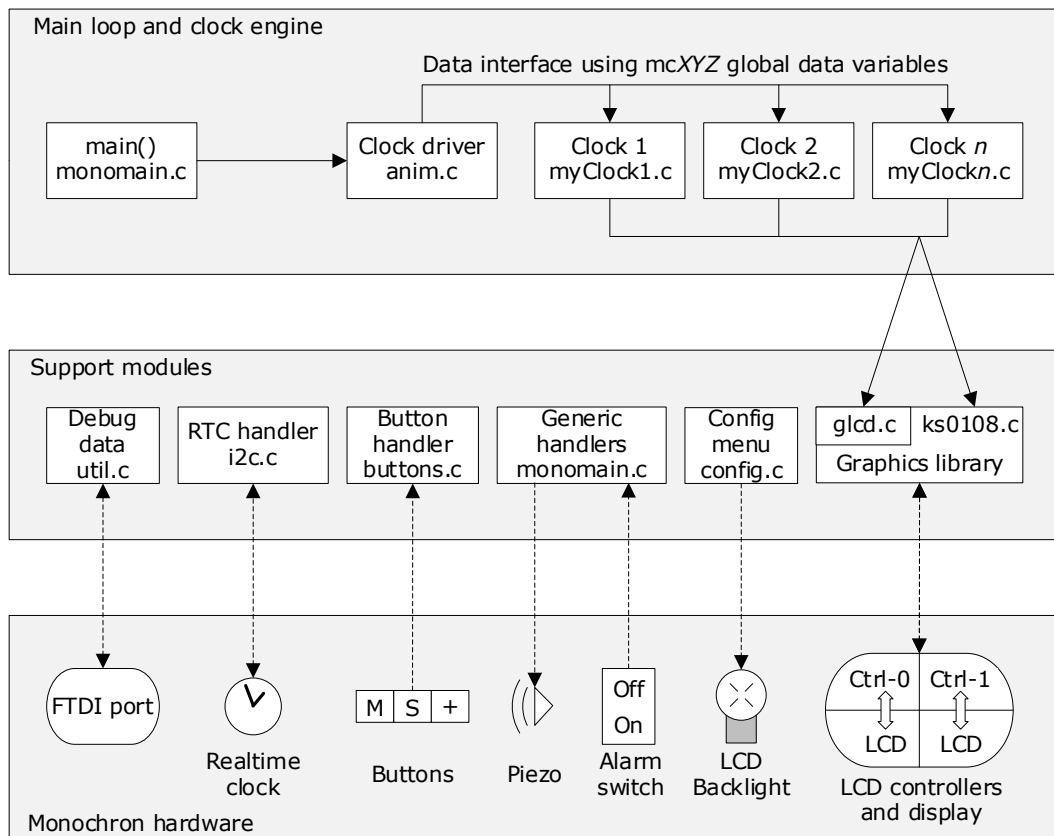 Main loop and clock engine
Data interface using mcXYZ global data variables
main()
monomain.c
Clock driver
anim.c
Clock 1
myClock1.c
Clock 2
myClock2.c
Clock n
myClockn.c
Support modules
Debug
data
util.c
RTC handler
i2c.c
Button
handler
buttons.c
Generic
handlers
monomain.c
Config
menu
config.c
glcd.c
ks0108.c
Graphics library
FTDI port
Realtime
clock
M S +
Buttons
Piezo
Off
On
Alarm
switch
LCD
Backlight
Ctrl-0
Ctrl-1
LCD
LCD
LCD controllers
and display
Monochron hardware